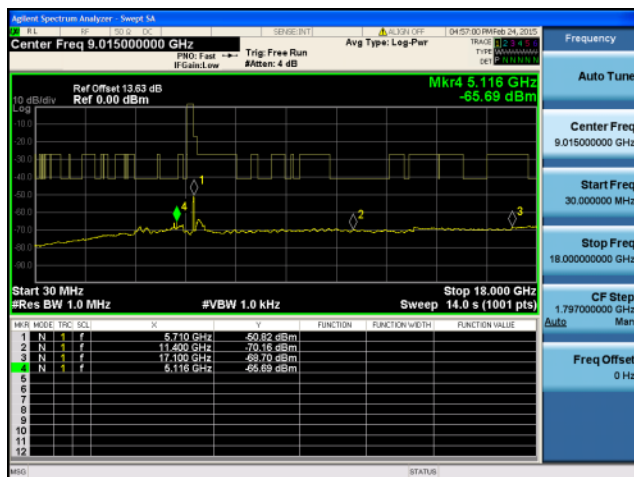 Agilent Spectrum Analyzer - Swept SA
RL RF 50 Ω DC SENSE:INT ALIGN OFF 04:57:00 PM Feb 24, 2015
Center Freq 9.015000000 GHz
PNO: Fast
IFGain:Low
Trig: Free Run
#Atten: 4 dB
Avg Type: Log-Pwr
TRACE 1 2 3 4 5 6
TYPE
DET P N N N N N
Ref Offset 13.63 dB
Ref 0.00 dBm
Mkr4 5.116 GHz
-65.69 dBm
10 dB/div
Log
-10.0
-20.0
-30.0
-40.0
-50.0
-60.0
-70.0
-80.0
-90.0
1
4
2
3
Start 30 MHz
Stop 18.000 GHz
#Res BW 1.0 MHz
#VBW 1.0 kHz
Sweep 14.0 s (1001 pts)
MKR MODE TRC SCL X Y FUNCTION FUNCTION WIDTH FUNCTION VALUE
1 N 1 f 5.710 GHz -50.82 dBm
2 N 1 f 11.400 GHz -70.16 dBm
3 N 1 f 17.100 GHz -68.70 dBm
4 N 1 f 5.116 GHz -65.69 dBm
5
6
7
8
9
10
11
12
MSG
STATUS
Frequency
Auto Tune
Center Freq
9.015000000 GHz
Start Freq
30.000000 MHz
Stop Freq
18.000000000 GHz
CF Step
1.797000000 GHz
Auto Man
Freq Offset
0 Hz